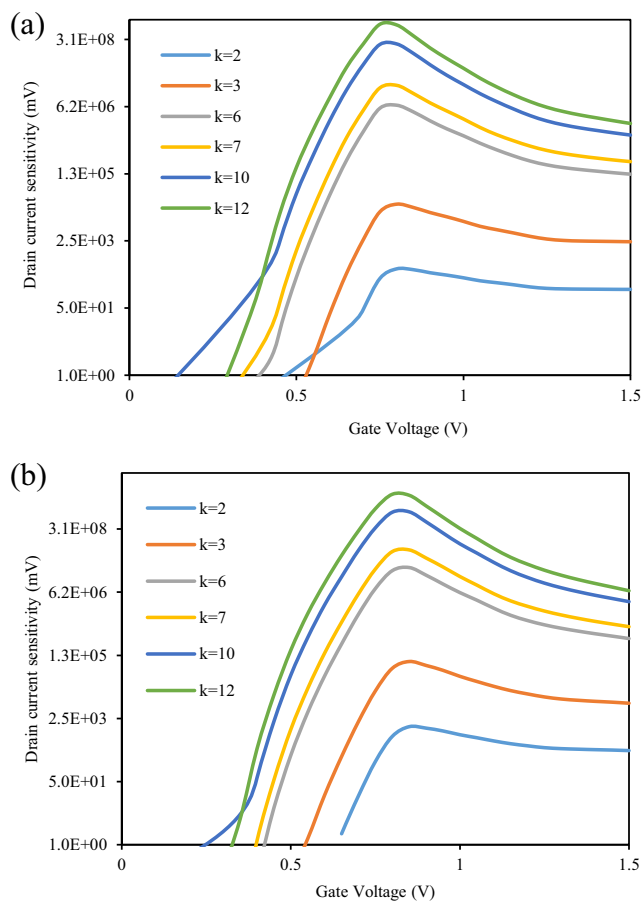 (a)
3.1E+08
6.2E+06
1.3E+05
2.5E+03
5.0E+01
1.0E+00
Drain current sensitivity (mV)
k=2
k=3
k=6
k=7
k=10
k=12
0
0.5
1
1.5
Gate Voltage (V)
(b)
3.1E+08
6.2E+06
1.3E+05
2.5E+03
5.0E+01
1.0E+00
Drain current sensitivity (mV)
k=2
k=3
k=6
k=7
k=10
k=12
0
0.5
1
1.5
Gate Voltage (V)